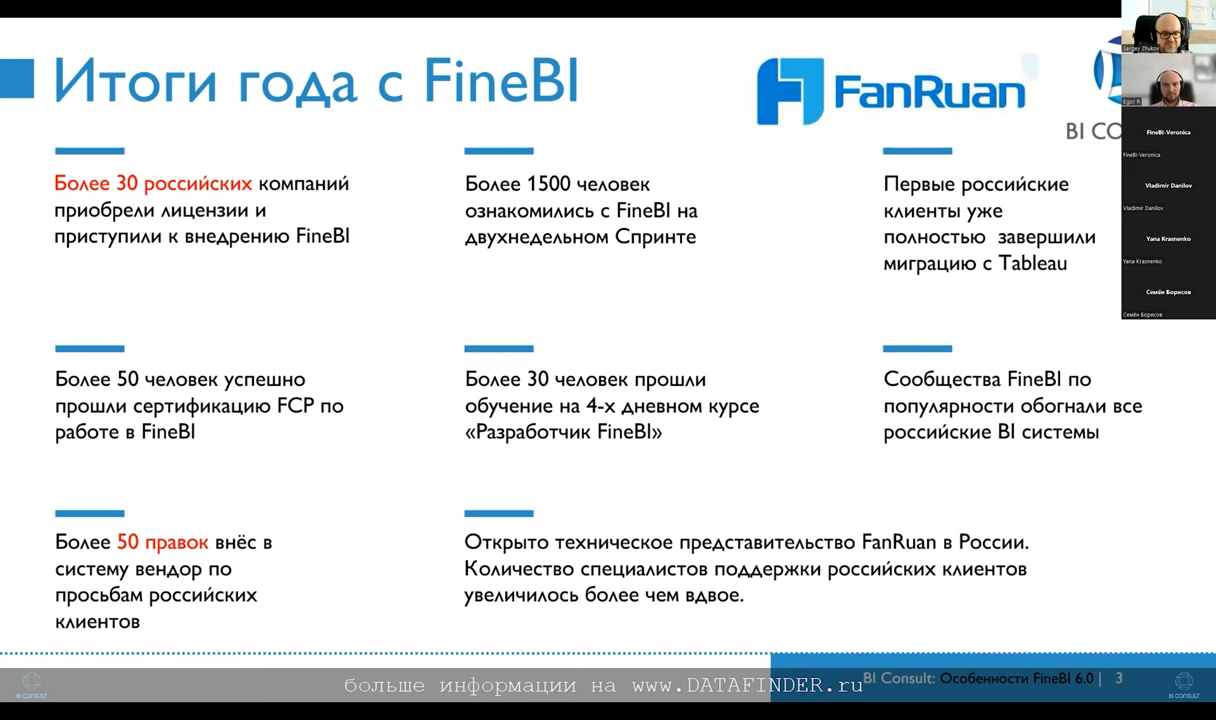 Итоги года с FineBI
FanRuan
BI CO
Sergey Zhukov
Egor R.
FineBI-Veronica
FineBI-Veronica
Vladimir Danilov
Vladimir Danilov
Yana Krasnenko
Yana Krasnenko
Семён Борисов
Семён Борисов
Более 30 российских компаний
приобрели лицензии и
приступили к внедрению FineBI
Более 1500 человек
ознакомились с FineBI на
двухнедельном Спринте
Первые российские
клиенты уже
полностью завершили
миграцию с Tableau
Более 50 человек успешно
прошли сертификацию FCP по
работе в FineBI
Более 30 человек прошли
обучение на 4-х дневном курсе
«Разработчик FineBI»
Сообщества FineBI по
популярности обогнали все
российские BI системы
Более 50 правок внёс в
систему вендор по
просьбам российских
клиентов
Открыто техническое представительство FanRuan в России.
Количество специалистов поддержки российских клиентов
увеличилось более чем вдвое.
BI CONSULT
больше информации на www.DATAFINDER.ru
BI Consult: Особенности FineBI 6.0 | 3
BI CONSULT